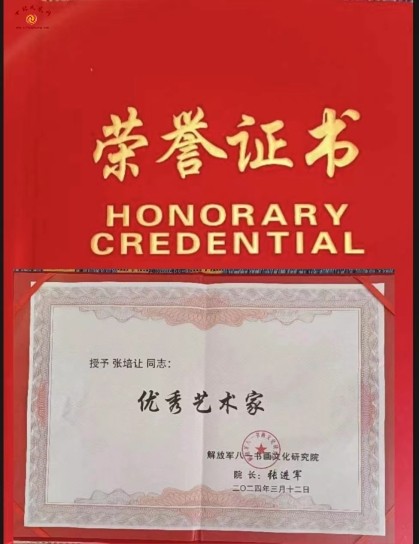 荣誉证书
HONORARY
CREDENTIAL
授予 张培让 同志：
优秀艺术家
解放军八一书画文化研究院
院 长：张进军
二〇二四年三月十二日